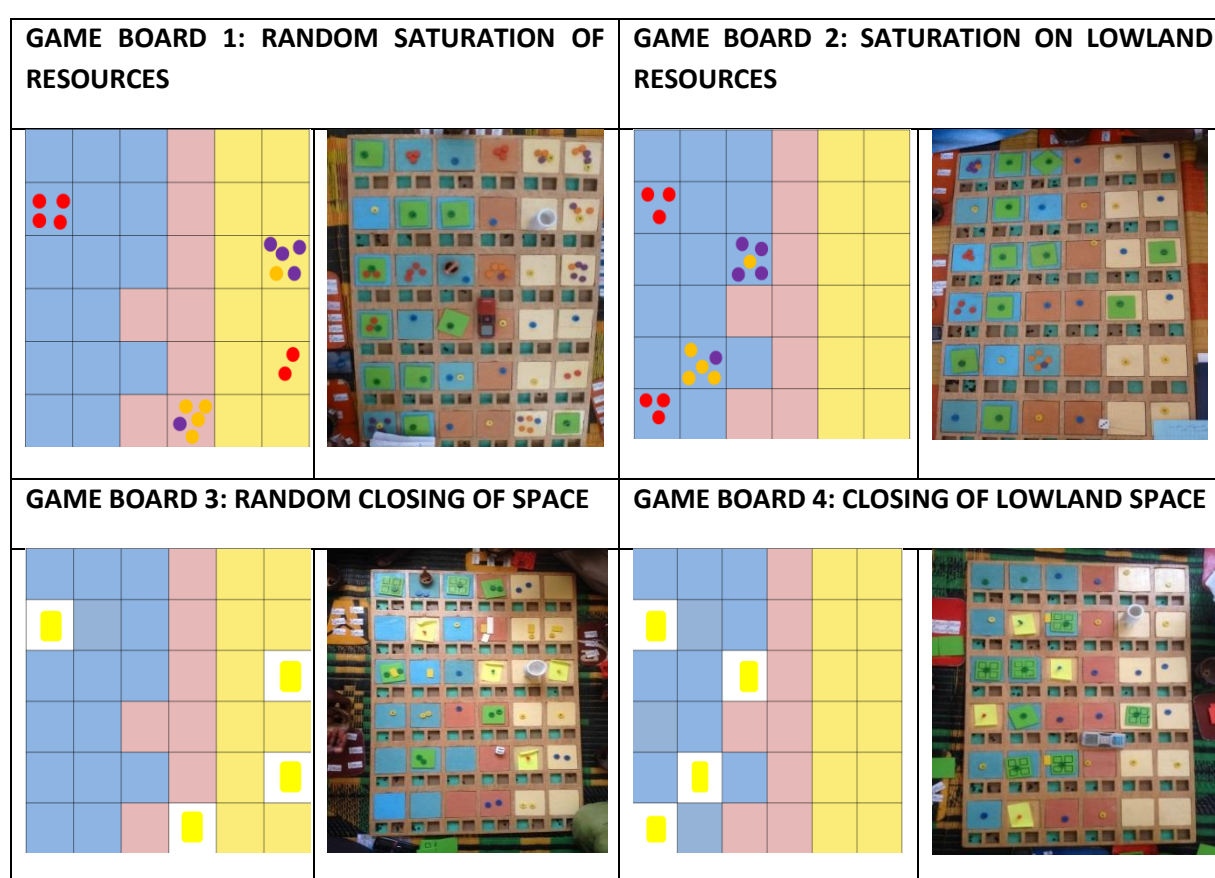 GAME BOARD 1: RANDOM SATURATION OF
RESOURCES
GAME BOARD 2: SATURATION ON LOWLAND
RESOURCES
GAME BOARD 3: RANDOM CLOSING OF SPACE
GAME BOARD 4: CLOSING OF LOWLAND SPACE